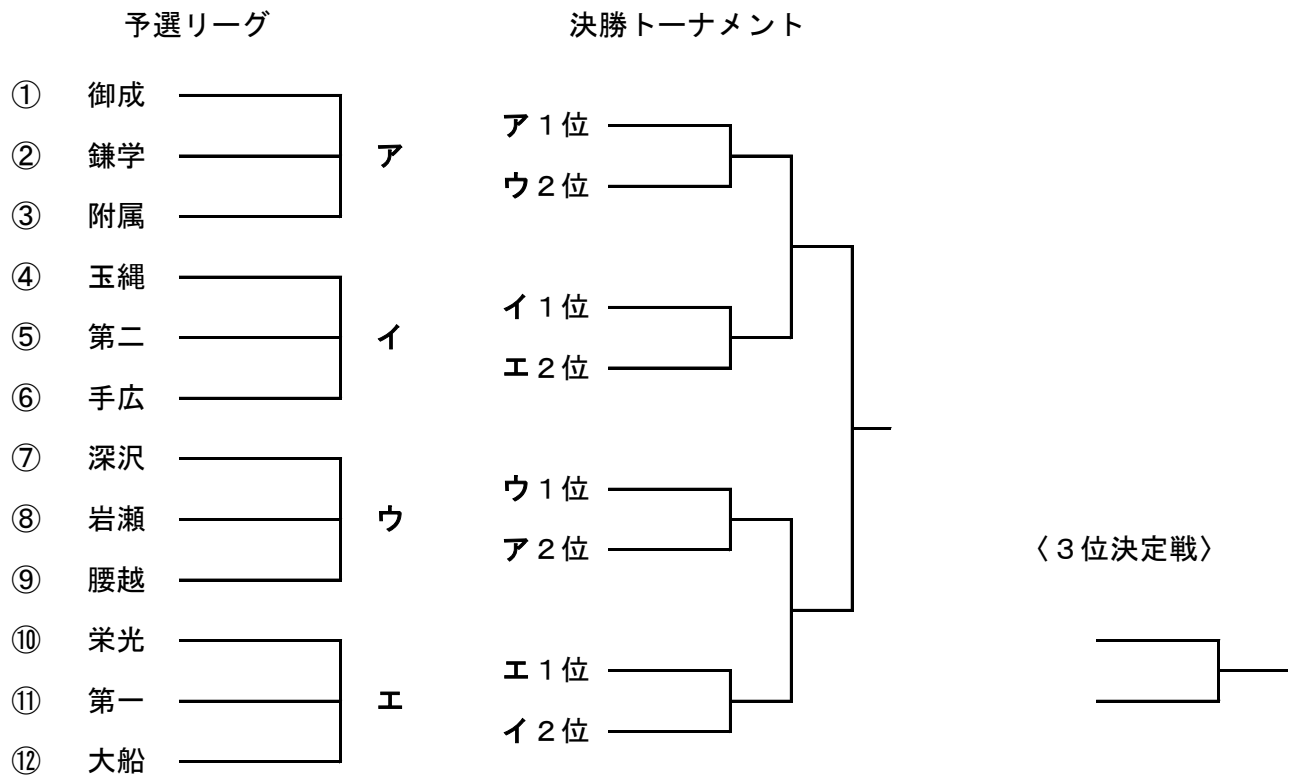 予選リーグ
決勝トーナメント
① 御成
② 鎌学
③ 附属
ア
④ 玉縄
⑤ 第二
⑥ 手広
イ
⑦ 深沢
⑧ 岩瀬
⑨ 腰越
ウ
⑩ 栄光
⑪ 第一
⑫ 大船
エ
ア１位
ウ２位
イ１位
エ２位
ウ１位
ア２位
エ１位
イ２位
〈３位決定戦〉